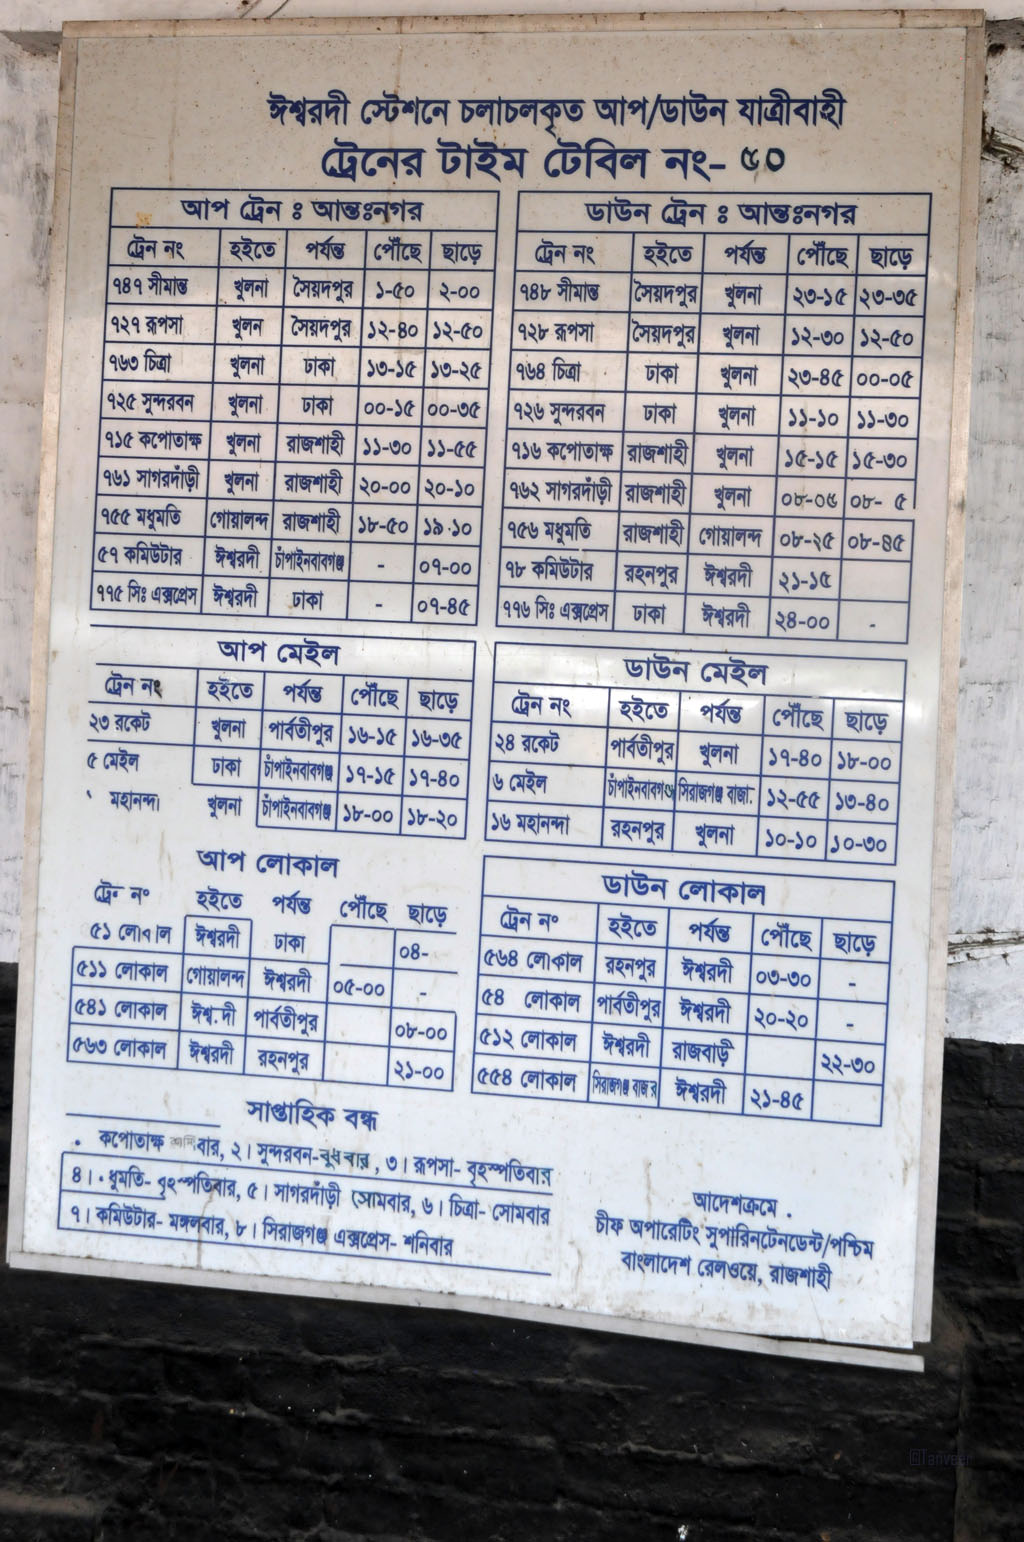 ঈশ্বরদী স্টেশনে চলাচলকৃত আপ/ডাউন যাত্রীবাহী
ট্রেনের টাইম টেবিল নং- ৫০
আপ ট্রেন ঃ আন্তঃনগর
ট্রেন নং হইতে পর্যন্ত পৌঁছে ছাড়ে
৭৪৭ সীমান্ত খুলনা সৈয়দপুর ১-৫০ ২-০০
৭২৭ রূপসা খুলন সৈয়দপুর ১২-৪০ ১২-৫০
৭৬৩ চিত্রা খুলনা ঢাকা ১৩-১৫ ১৩-২৫
৭২৫ সুন্দরবন খুলনা ঢাকা ০০-১৫ ০০-৩৫
৭১৫ কপোতাক্ষ খুলনা রাজশাহী ১১-৩০ ১১-৫৫
৭৬১ সাগরদাঁড়ী খুলনা রাজশাহী ২০-০০ ২০-১০
৭৫৫ মধুমতি গোয়ালন্দ রাজশাহী ১৮-৫০ ১৯-১০
৫৭ কমিউটার ঈশ্বরদী চাঁপাইনবাবগঞ্জ - ০৭-০০
৭৭৫ সিঃ এক্সপ্রেস ঈশ্বরদী ঢাকা - ০৭-৪৫
ডাউন ট্রেন ঃ আন্তঃনগর
ট্রেন নং হইতে পর্যন্ত পৌঁছে ছাড়ে
৭৪৮ সীমান্ত সৈয়দপুর খুলনা ২৩-১৫ ২৩-৩৫
৭২৮ রূপসা সৈয়দপুর খুলনা ১২-৩০ ১২-৫০
৭৬৪ চিত্রা ঢাকা খুলনা ২৩-৪৫ ০০-০৫
৭২৬ সুন্দরবন ঢাকা খুলনা ১১-১০ ১১-৩০
৭১৬ কপোতাক্ষ রাজশাহী খুলনা ১৫-১৫ ১৫-৩০
৭৬২ সাগরদাঁড়ী রাজশাহী খুলনা ০৮-০৫ ০৮- ৫
৭৫৬ মধুমতি রাজশাহী গোয়ালন্দ ০৮-২৫ ০৮-৪৫
৭৮ কমিউটার রহনপুর ঈশ্বরদী ২১-১৫
৭৭৬ সিঃ এক্সপ্রেস ঢাকা ঈশ্বরদী ২৪-০০ -
আপ মেইল
ট্রেন নং হইতে পর্যন্ত পৌঁছে ছাড়ে
২৩ রকেট খুলনা পার্বতীপুর ১৬-১৫ ১৬-৩৫
৫ মেইল ঢাকা চাঁপাইনবাবগঞ্জ ১৭-১৫ ১৭-৪০
মহানন্দা খুলনা চাঁপাইনবাবগঞ্জ ১৮-০০ ১৮-২০
ডাউন মেইল
ট্রেন নং হইতে পর্যন্ত পৌঁছে ছাড়ে
২৪ রকেট পার্বতীপুর খুলনা ১৭-৪০ ১৮-০০
৬ মেইল চাঁপাইনবাবগঞ্জ সিরাজগঞ্জ বাজা. ১২-৫৫ ১৩-৪০
১৬ মহানন্দা রহনপুর খুলনা ১০-১০ ১০-৩০
আপ লোকাল
ট্রেন নং হইতে পর্যন্ত পৌঁছে ছাড়ে
৫১ লোকাল ঈশ্বরদী ঢাকা ০৪-
৫১১ লোকাল গোয়ালন্দ ঈশ্বরদী ০৫-০০ -
৫৪১ লোকাল ঈশ্ব.দী পার্বতীপুর ০৮-০০
৫৬৩ লোকাল ঈশ্বরদী রহনপুর ২১-০০
ডাউন লোকাল
ট্রেন নং হইতে পর্যন্ত পৌঁছে ছাড়ে
৫৬৪ লোকাল রহনপুর ঈশ্বরদী ০৩-৩০ -
৫৪ লোকাল পার্বতীপুর ঈশ্বরদী ২০-২০ -
৫১২ লোকাল ঈশ্বরদী রাজবাড়ী ২২-৩০
৫৫৪ লোকাল সিরাজগঞ্জ বাজার ঈশ্বরদী ২১-৪৫
সাপ্তাহিক বন্ধ
কপোতাক্ষ শনিবার, ২। সুন্দরবন-বুধবার, ৩। রূপসা- বৃহস্পতিবার
৪। ধুমতি- বৃহস্পতিবার, ৫। সাগরদাঁড়ী (সোমবার, ৬। চিত্রা- সোমবার
৭। কমিউটার- মঙ্গলবার, ৮। সিরাজগঞ্জ এক্সপ্রেস- শনিবার
আদেশক্রমে .
চীফ অপারেটিং সুপারিনটেনডেন্ট/পশ্চিম
বাংলাদেশ রেলওয়ে, রাজশাহী
©Tanveer